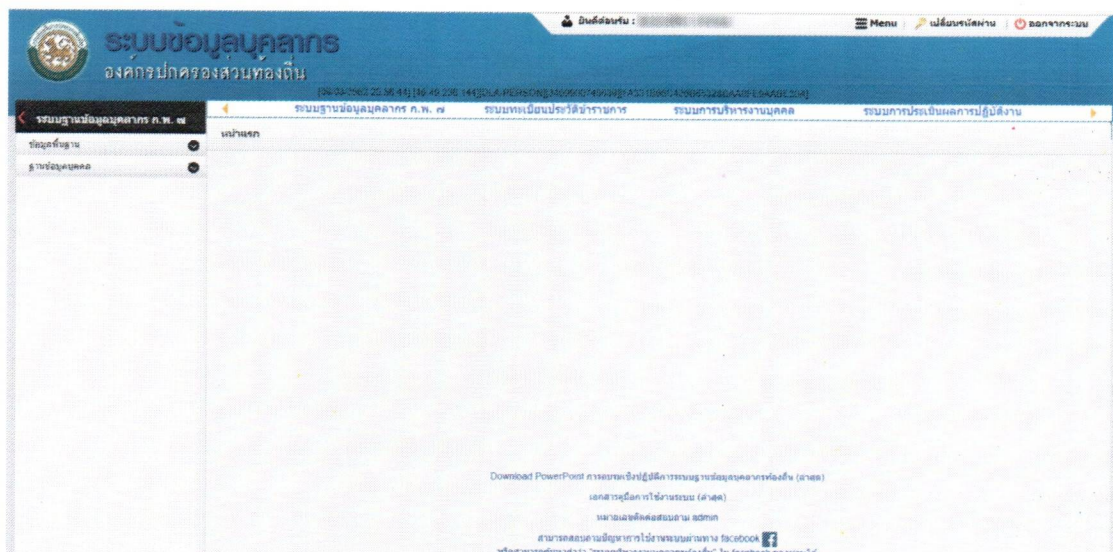 ยินดีต้อนรับ :
Menu
เปลี่ยนรหัสผ่าน
ออกจากระบบ
ระบบข้อมูลบุคลากร
องค์กรปกครองส่วนท้องถิ่น
ระบบฐานข้อมูลบุคลากร ก.พ. ๗
ระบบทะเบียนประวัติข้าราชการ
ระบบการบริหารงานบุคคล
ระบบการประเมินผลการปฏิบัติงาน
ระบบฐานข้อมูลบุคลากร ก.พ. ๗
หน้าแรก
ข้อมูลพื้นฐาน
ฐานข้อมูลบุคคล
Download PowerPoint การอบรมเชิงปฏิบัติการระบบฐานข้อมูลบุคลากรท้องถิ่น (ล่าสุด)
เอกสารคู่มือการใช้งานระบบ (ล่าสุด)
หมายเลขติดต่อสอบถาม admin
สามารถสอบถามปัญหาการใช้งานระบบผ่านทาง facebook